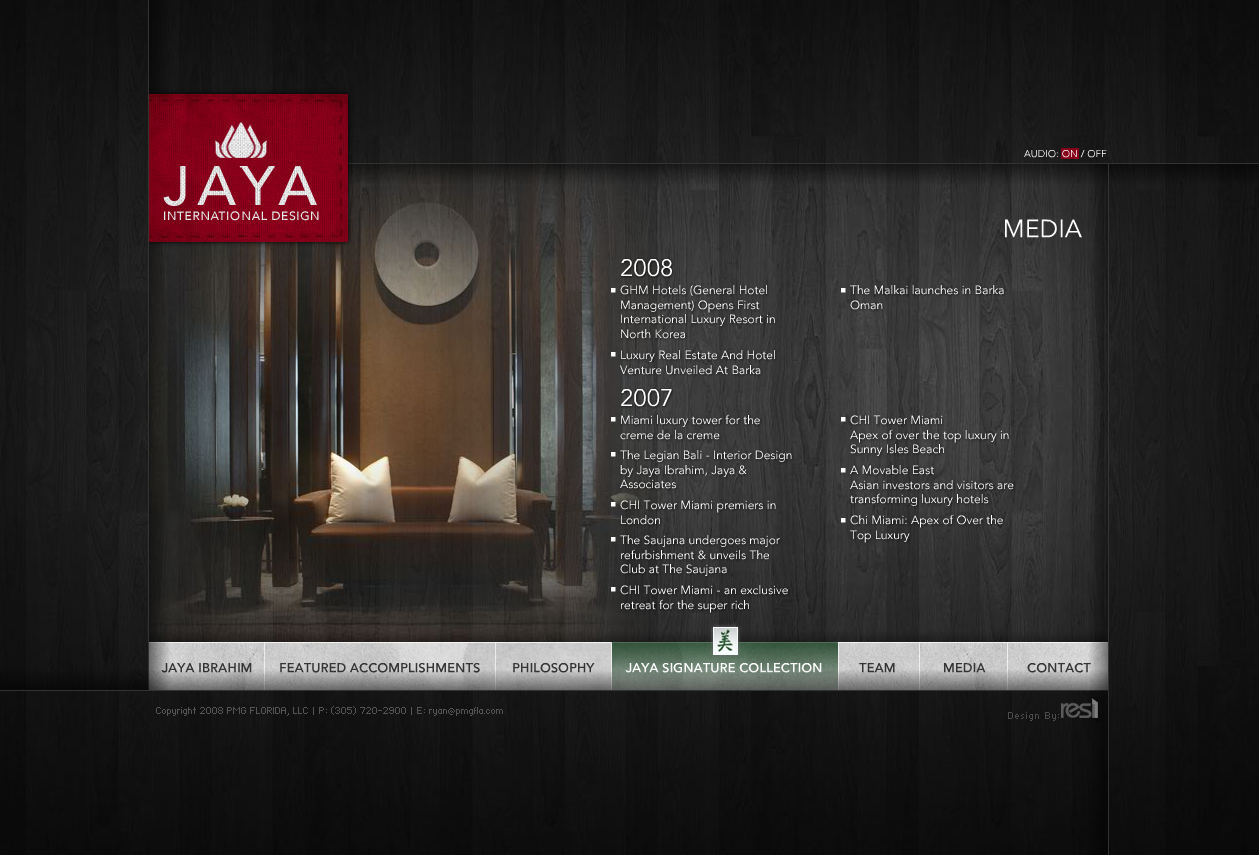 JAYA
INTERNATIONAL DESIGN
AUDIO: ON / OFF
MEDIA
2008
GHM Hotels (General Hotel
Management) Opens First
International Luxury Resort in
North Korea
Luxury Real Estate And Hotel
Venture Unveiled At Barka
The Malkai launches in Barka
Oman
2007
Miami luxury tower for the
creme de la creme
The Legian Bali - Interior Design
by Jaya Ibrahim, Jaya &
Associates
CHI Tower Miami premiers in
London
The Saujana undergoes major
refurbishment & unveils The
Club at The Saujana
CHI Tower Miami - an exclusive
retreat for the super rich
CHI Tower Miami
Apex of over the top luxury in
Sunny Isles Beach
A Movable East
Asian investors and visitors are
transforming luxury hotels
Chi Miami: Apex of Over the
Top Luxury
美
JAYA IBRAHIM
FEATURED ACCOMPLISHMENTS
PHILOSOPHY
JAYA SIGNATURE COLLECTION
TEAM
MEDIA
CONTACT
Copyright 2008 PMG FLORIDA, LLC | P: (305) 720-2900 | E: ryan@pmgfla.com
Design By: